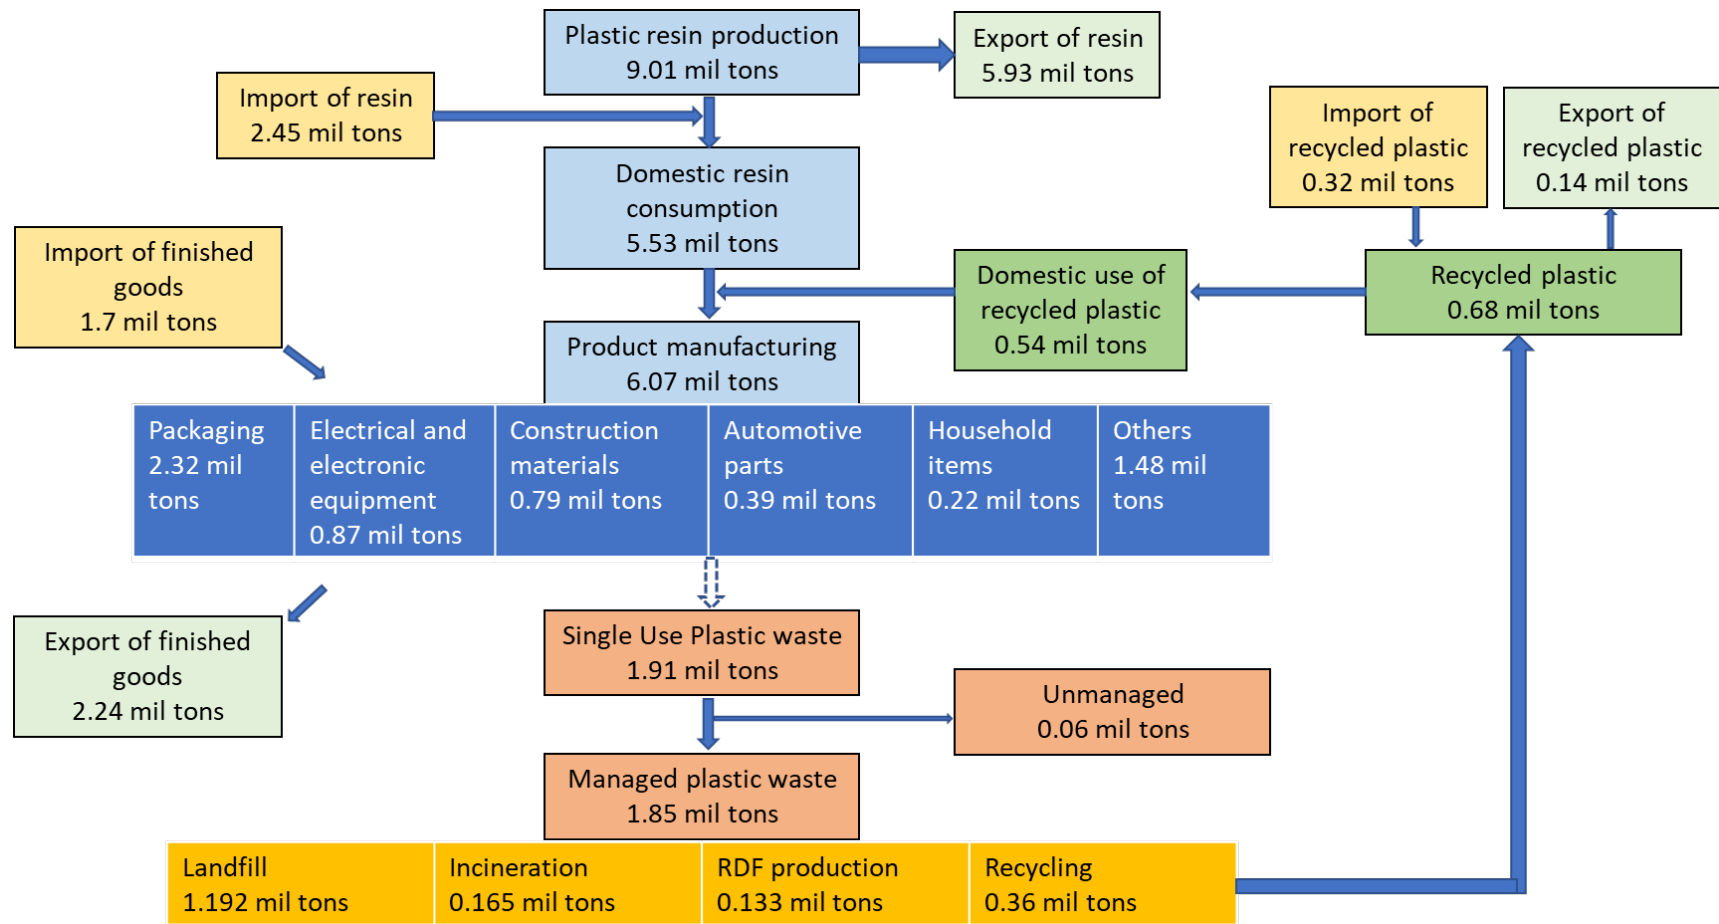 Plastic resin production
9.01 mil tons
Export of resin
5.93 mil tons
Import of resin
2.45 mil tons
Import of
recycled plastic
0.32 mil tons
Export of
recycled plastic
0.14 mil tons
Domestic resin
consumption
5.53 mil tons
Import of finished
goods
1.7 mil tons
Domestic use of
recycled plastic
0.54 mil tons
Recycled plastic
0.68 mil tons
Product manufacturing
6.07 mil tons
Packaging
2.32 mil
tons
Electrical and
electronic
equipment
0.87 mil tons
Construction
materials
0.79 mil tons
Automotive
parts
0.39 mil tons
Household
items
0.22 mil tons
Others
1.48 mil
tons
Export of finished
goods
2.24 mil tons
Single Use Plastic waste
1.91 mil tons
Unmanaged
0.06 mil tons
Managed plastic waste
1.85 mil tons
Landfill
1.192 mil tons
Incineration
0.165 mil tons
RDF production
0.133 mil tons
Recycling
0.36 mil tons